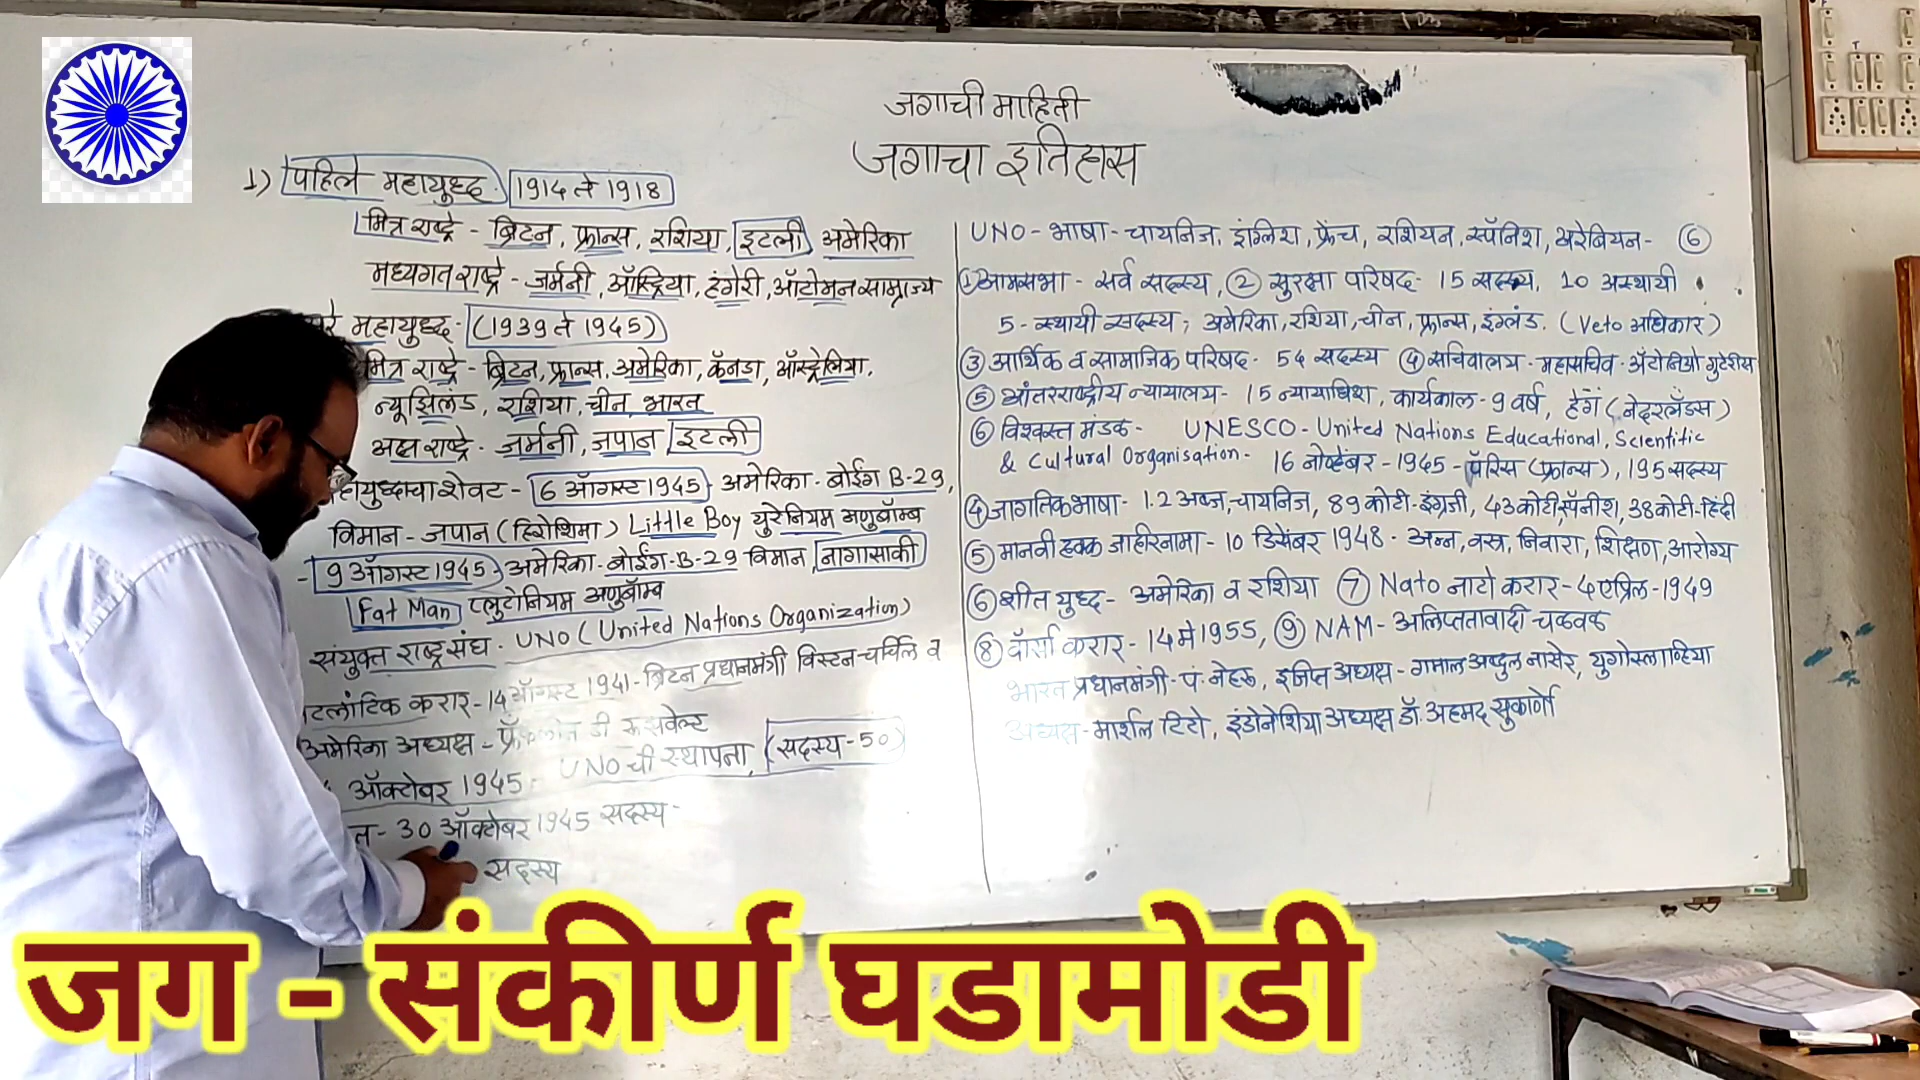 जगाची माहिती
जगाचा इतिहास
1) पहिले महायुद्ध. 1914 ते 1918
मित्र राष्ट्रे - ब्रिटन, फ्रान्स, रशिया, इटली, अमेरिका
मध्यगत राष्ट्रे - जर्मनी, ऑस्ट्रिया, हंगेरी, ऑटोमन साम्राज्य
महायुद्ध - (1939 ते 1945)
मित्र राष्ट्रे - ब्रिटन, फ्रान्स, अमेरिका, कॅनडा, ऑस्ट्रेलिया,
न्यूझिलंड, रशिया, चीन, भारत
अक्ष राष्ट्रे - जर्मनी, जपान, इटली
शेवट - 6 ऑगस्ट 1945 - अमेरिका - बोईंग B-29,
विमान - जपान (हिरोशिमा) Little Boy युरेनियम अणुबॉम्ब
- 9 ऑगस्ट 1945 - अमेरिका - बोईंग - B-29 विमान, नागासाकी
Fat Man प्लुटोनियम अणुबॉम्ब
संयुक्त राष्ट्र संघ - UNO (United Nations Organization)
करार - 14 ऑगस्ट 1941 - ब्रिटन प्रधानमंत्री विस्टन चर्चिल व
अमेरिका अध्यक्ष - डी रूझवेल्ट
ऑक्टोबर 1945 - UNO ची स्थापना, (सदस्य - 50)
30 ऑक्टोबर 1945 सदस्य -
सदस्य
UNO - भाषा - चायनिज, इंग्लिश, फ्रेंच, रशियन, स्पॅनिश, अरेबियन - 6
1 आमसभा - सर्व सदस्य, 2 सुरक्षा परिषद - 15 सदस्य, 10 अस्थायी
5 - स्थायी सदस्य, अमेरिका, रशिया, चीन, फ्रान्स, इंग्लंड. (Veto अधिकार)
3 आर्थिक व सामाजिक परिषद - 54 सदस्य 4 सचिवालय - महासचिव - अँटोनिओ गुटेरीस
5 आंतरराष्ट्रीय न्यायालय - 15 न्यायाधिश, कार्यकाल - 9 वर्ष, हेग (नेदरलँडस)
6 विश्वस्त मंडळ - UNESCO - United Nations Educational, Scientific
& Cultural Organisation - 16 नोव्हेंबर - 1945 - पॅरिस (फ्रान्स), 195 सदस्य
4 जागतिक भाषा - 1.2 अब्ज, चायनिज, 89 कोटी - इंग्रजी, 43 कोटी, स्पॅनीश, 38 कोटी - हिंदी
5 मानवी हक्क जाहिरनामा - 10 डिसेंबर 1948 - अन्न, वस्त्र, निवारा, शिक्षण, आरोग्य
6 शीत युद्ध - अमेरिका व रशिया 7 Nato नाटो करार - 4 एप्रिल - 1949
8 वॉर्सा करार - 14 मे 1955, 9 NAM - अलिप्ततावादी चळवळ
भारत प्रधानमंत्री - पं. नेहरू, इजिप्त अध्यक्ष - गमाल अब्दुल नासेर, युगोस्लाव्हिया
अध्यक्ष - मार्शल टिटो, इंडोनेशिया अध्यक्ष डॉ. अहमद सुकार्णो
जग - संकीर्ण घडामोडी